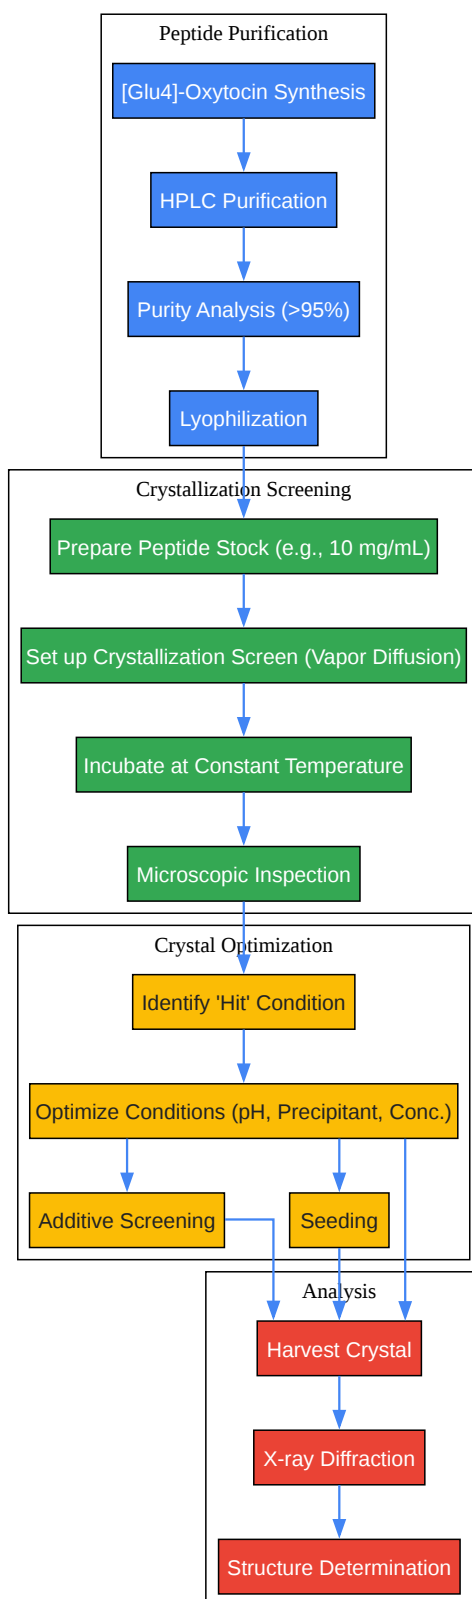 Peptide Purification
[Glu4]-Oxytocin Synthesis
HPLC Purification
Purity Analysis (>95%)
Lyophilization
Crystallization Screening
Prepare Peptide Stock (e.g., 10 mg/mL)
Set up Crystallization Screen (Vapor Diffusion)
Incubate at Constant Temperature
Microscopic Inspection
Crystal Optimization
Identify 'Hit' Condition
Optimize Conditions (pH, Precipitant, Conc.)
Additive Screening
Seeding
Analysis
Harvest Crystal
X-ray Diffraction
Structure Determination